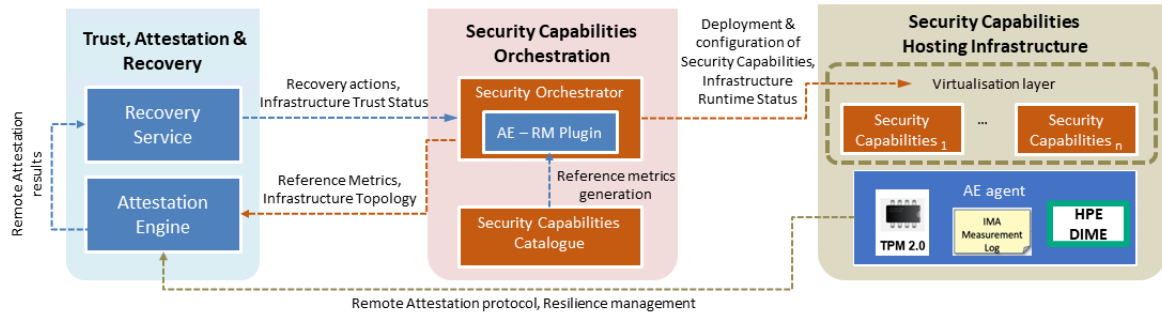 Trust, Attestation &
Recovery
Recovery
Service
Attestation
Engine
Remote Attestation
results
Recovery actions,
Infrastructure Trust Status
Reference Metrics,
Infrastructure Topology
Security Capabilities
Orchestration
Security Orchestrator
AE – RM Plugin
Reference metrics
generation
Security Capabilities
Catalogue
Deployment &
configuration of
Security Capabilities,
Infrastructure
Runtime Status
Security Capabilities
Hosting Infrastructure
Virtualisation layer
Security
Capabilities 1
...
Security
Capabilities n
AE agent
TPM 2.0
IMA
Measurement
Log
HPE
DIME
Remote Attestation protocol, Resilience management